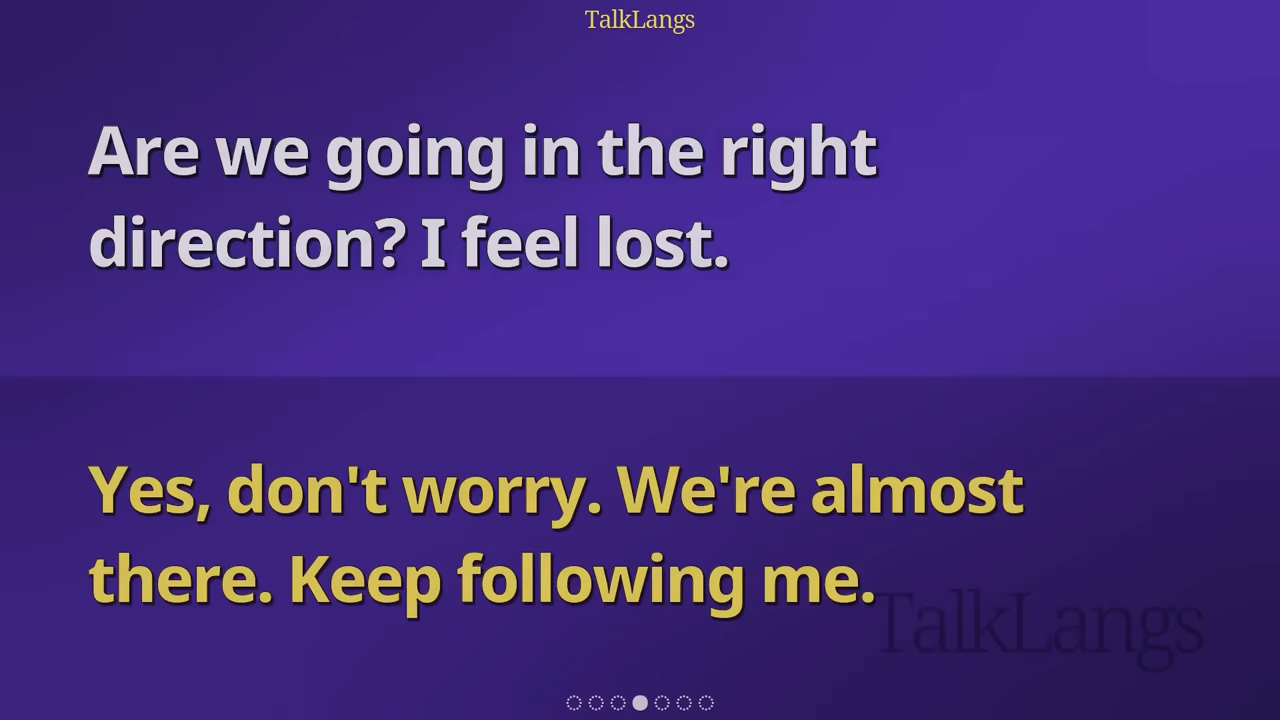 TalkLangs
Are we going in the right
direction? I feel lost.
Yes, don't worry. We're almost
there. Keep following me.
TalkLangs